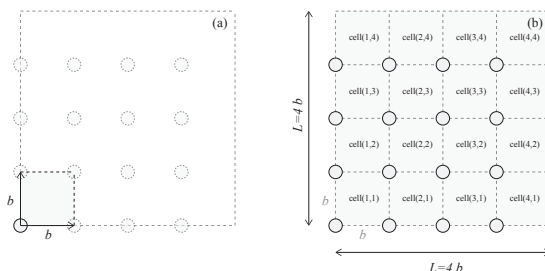 (a)
b
b
(b)
L=4 b
cell(1,4) cell(2,4) cell(3,4) cell(4,4)
cell(1,3) cell(2,3) cell(3,3) cell(4,3)
cell(1,2) cell(2,2) cell(3,2) cell(4,2)
cell(1,1) cell(2,1) cell(3,1) cell(4,1)
b
b
L=4 b